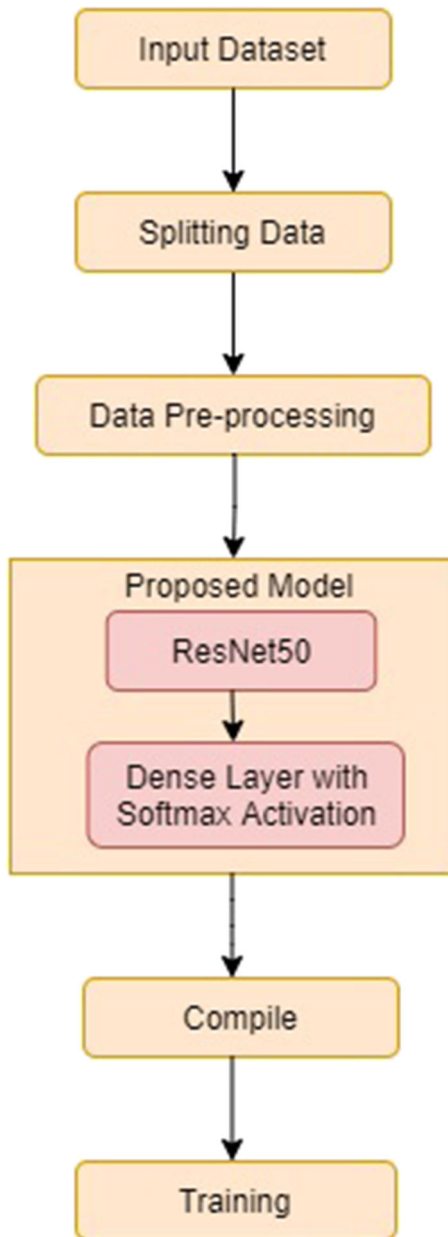 Input Dataset
Splitting Data
Data Pre-processing
Proposed Model
ResNet50
Dense Layer with
Softmax Activation
Compile
Training